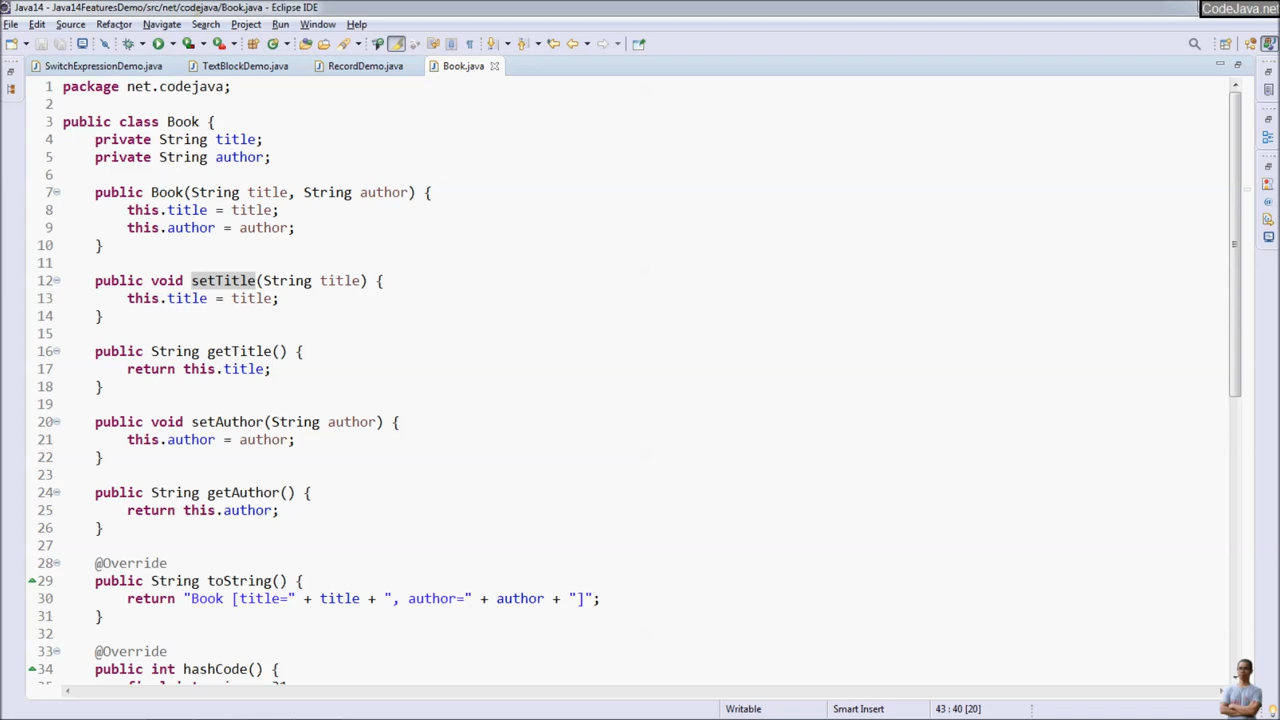 Java14 - Java14FeaturesDemo/src/net/codejava/Book.java - Eclipse IDE
CodeJava.net
File Edit Source Refactor Navigate Search Project Run Window Help
SwitchExpressionDemo.java TextBlockDemo.java RecordDemo.java Book.java
1 package net.codejava;
2
3 public class Book {
4 private String title;
5 private String author;
6
7 public Book(String title, String author) {
8 this.title = title;
9 this.author = author;
10 }
11
12 public void setTitle(String title) {
13 this.title = title;
14 }
15
16 public String getTitle() {
17 return this.title;
18 }
19
20 public void setAuthor(String author) {
21 this.author = author;
22 }
23
24 public String getAuthor() {
25 return this.author;
26 }
27
28 @Override
29 public String toString() {
30 return "Book [title=" + title + ", author=" + author + "]";
31 }
32
33 @Override
34 public int hashCode() {
Writable Smart Insert 43 : 40 [20]